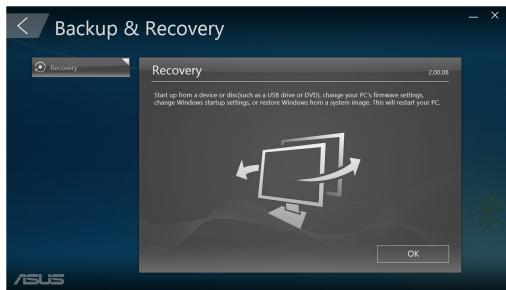 Backup & Recovery
Recovery
Recovery
2.00.08
Start up from a device or disc(such as a USB drive or DVD), change your PC's firmware settings,
change Windows startup settings, or restore Windows from a system image. This will restart your PC.
OK
ASUS